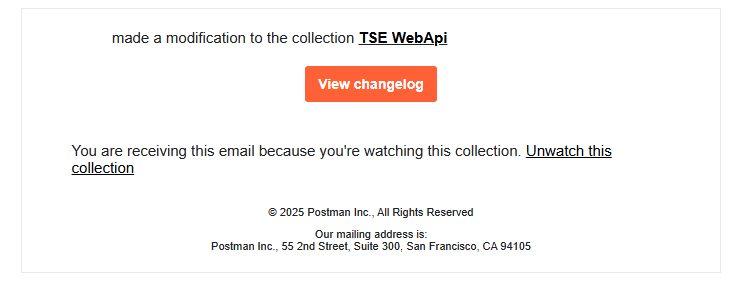 made a modification to the collection TSE WebApi
View changelog
You are receiving this email because you're watching this collection. Unwatch this
collection
© 2025 Postman Inc., All Rights Reserved
Our mailing address is:
Postman Inc., 55 2nd Street, Suite 300, San Francisco, CA 94105